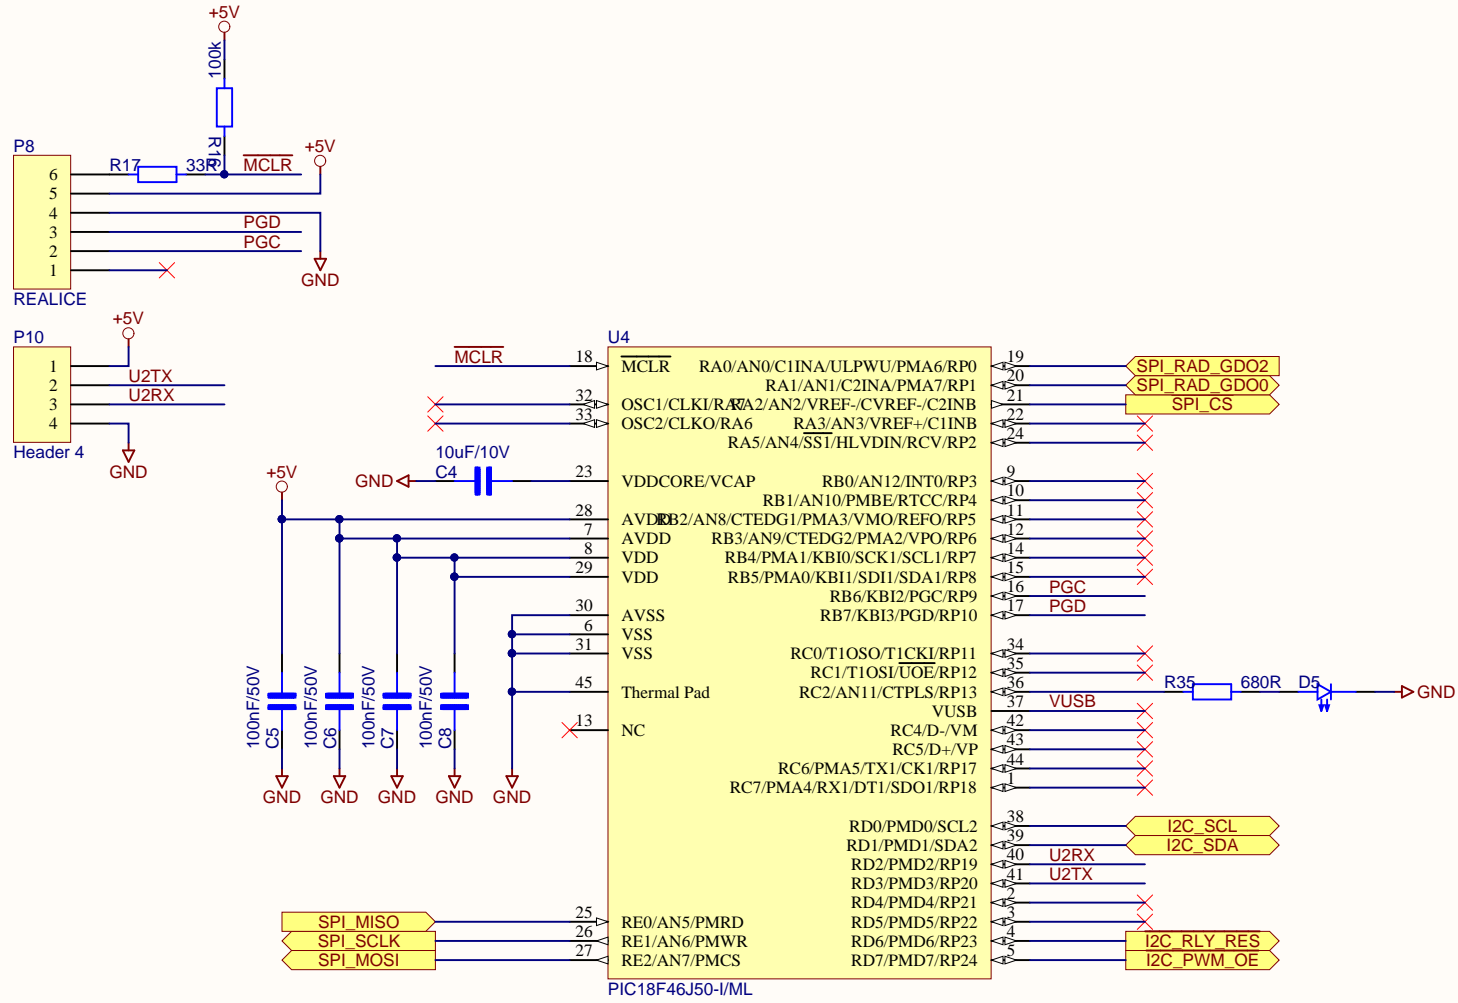 +5V
100k
R16
P8
R17
33R
MCLR
+5V
6
5
4
3
PGD
2
PGC
1
GND
REALICE
P10
+5V
1
2
U2TX
3
U2RX
4
Header 4
GND
U4
MCLR
18
MCLR
32
OSC1/CLKI/RA7
33
OSC2/CLKO/RA6
10uF/10V
GND
C4
23
VDDCORE/VCAP
+5V
28
AVDD
7
AVDD
8
VDD
29
VDD
30
AVSS
6
VSS
31
VSS
45
Thermal Pad
13
NC
100nF/50V
C5
100nF/50V
C6
100nF/50V
C7
100nF/50V
C8
GND
GND
GND
GND
GND
SPI_MISO
25
RE0/AN5/PMRD
SPI_SCLK
26
RE1/AN6/PMWR
SPI_MOSI
27
RE2/AN7/PMCS
RA0/AN0/C1INA/ULPWU/PMA6/RP0
19
SPI_RAD_GDO2
RA1/AN1/C2INA/PMA7/RP1
20
SPI_RAD_GDO0
RA2/AN2/VREF-/CVREF-/C2INB
21
SPI_CS
RA3/AN3/VREF+/C1INB
22
RA5/AN4/SS1/HLVDIN/RCV/RP2
24
RB0/AN12/INT0/RP3
9
RB1/AN10/PMBE/RTCC/RP4
10
RB2/AN8/CTEDG1/PMA3/VMO/REFO/RP5
11
RB3/AN9/CTEDG2/PMA2/VPO/RP6
12
RB4/PMA1/KBI0/SCK1/SCL1/RP7
14
RB5/PMA0/KBI1/SDI1/SDA1/RP8
15
RB6/KBI2/PGC/RP9
16
PGC
RB7/KBI3/PGD/RP10
17
PGD
RC0/T1OSO/T1CKI/RP11
34
RC1/T1OSI/UOE/RP12
35
RC2/AN11/CTPLS/RP13
36
R35
680R
D5
GND
VUSB
37
VUSB
RC4/D-/VM
42
RC5/D+/VP
43
RC6/PMA5/TX1/CK1/RP17
44
RC7/PMA4/RX1/DT1/SDO1/RP18
1
RD0/PMD0/SCL2
38
I2C_SCL
RD1/PMD1/SDA2
39
I2C_SDA
RD2/PMD2/RP19
40
U2RX
RD3/PMD3/RP20
41
U2TX
RD4/PMD4/RP21
2
RD5/PMD5/RP22
3
RD6/PMD6/RP23
4
I2C_RLY_RES
RD7/PMD7/RP24
5
I2C_PWM_OE
PIC18F46J50-I/ML